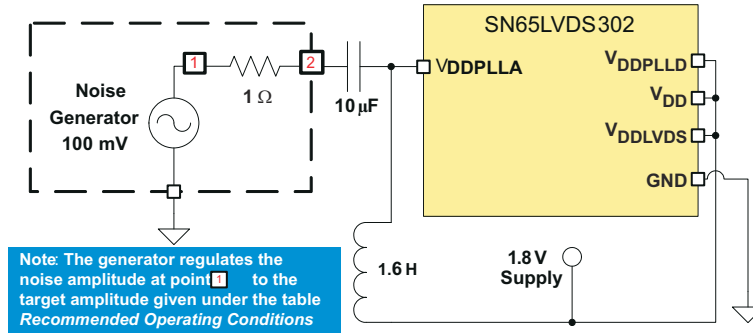 SN65LVDS302
1
2
VDDPLLA
VDDPLLD
VDD
VDDLVDS
GND
Noise
Generator
100 mV
1 Ω
10 µF
1.6 H
1.8 V
Supply
Note: The generator regulates the
noise amplitude at point 1 to the
target amplitude given under the table
Recommended Operating Conditions